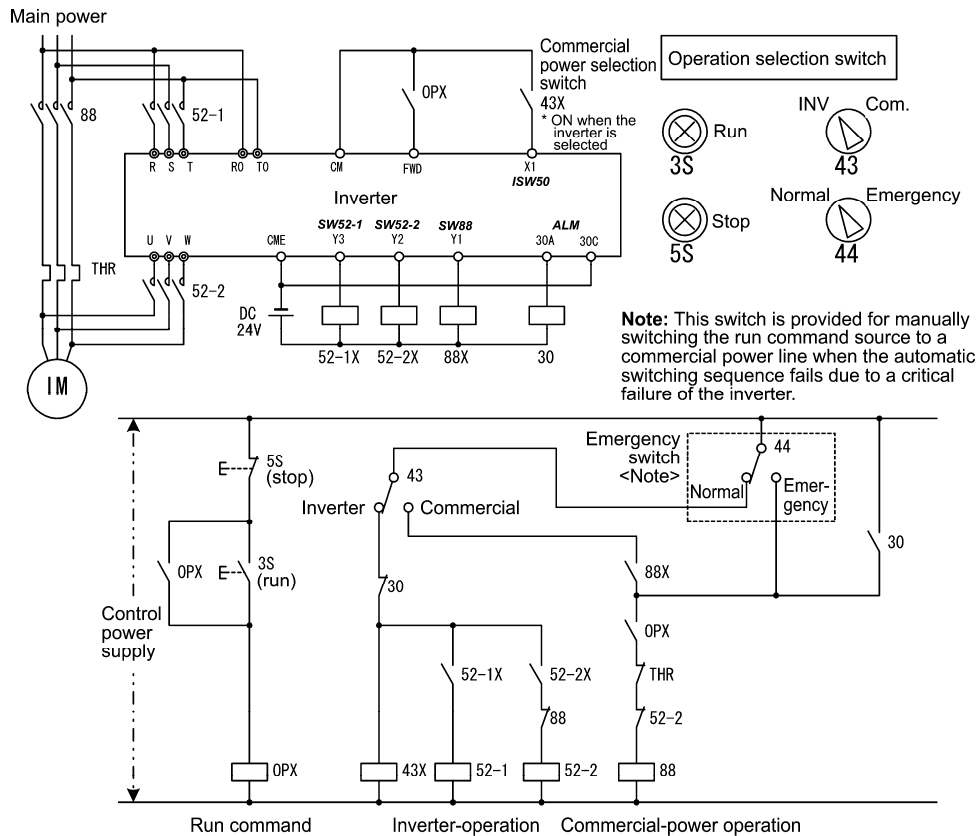 Main power
88
52-1
OPX
Commercial
power selection
switch
43X
* ON when the
inverter is
selected
Operation selection switch
Run
3S
INV Com.
43
Stop
5S
Normal Emergency
44
R S T R0 T0 CM FWD X1
ISW50
Inverter
SW52-1 SW52-2 SW88 ALM
U V W CME Y3 Y2 Y1 30A 30C
THR
52-2
DC
24V
52-1X 52-2X 88X 30
IM
Note: This switch is provided for manually
switching the run command source to a
commercial power line when the automatic
switching sequence fails due to a critical
failure of the inverter.
Control
power
supply
5S
(stop)
OPX
3S
(run)
OPX
43
Inverter Commercial
30
52-1X
52-2X
88
43X
52-1
52-2
Emergency
switch
<Note>
44
Normal
Emer-
gency
30
88X
OPX
THR
52-2
88
Run command
Inverter-operation
Commercial-power operation